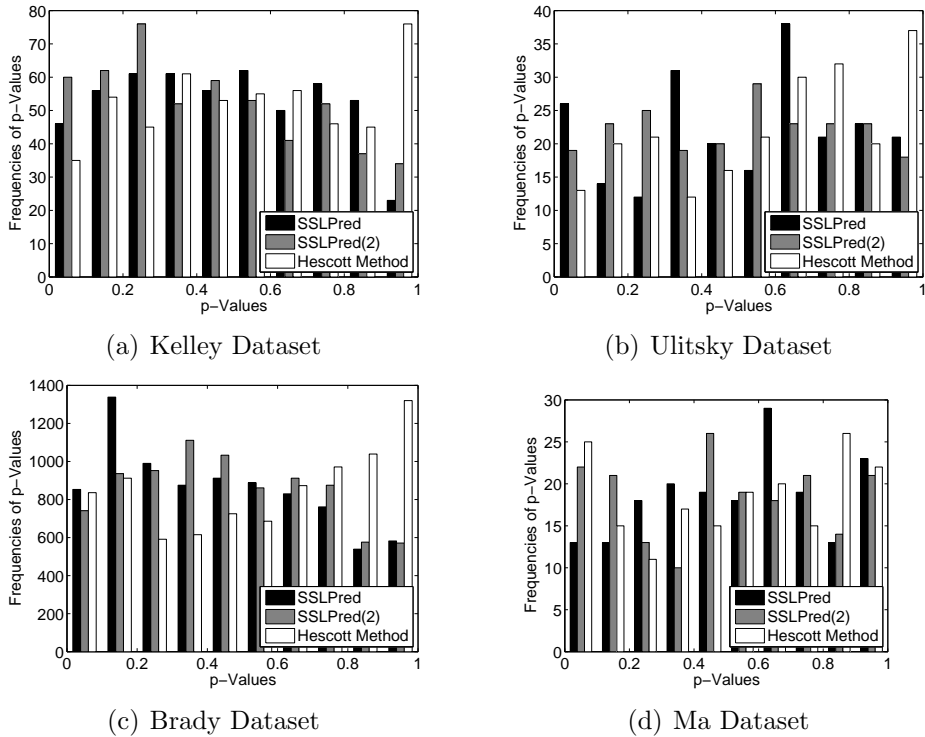 80
70
60
50
40
30
20
10
0
Frequencies of p−Values
0 0.2 0.4 0.6 0.8 1
p−Values
SSLPred
SSLPred(2)
Hescott Method
(a) Kelley Dataset
40
35
30
25
20
15
10
5
0
Frequencies of p−Values
0 0.2 0.4 0.6 0.8 1
p−Values
SSLPred
SSLPred(2)
Hescott Method
(b) Ulitsky Dataset
1400
1200
1000
800
600
400
200
0
Frequencies of p−Values
0 0.2 0.4 0.6 0.8 1
p−Values
SSLPred
SSLPred(2)
Hescott Method
(c) Brady Dataset
30
25
20
15
10
5
0
Frequencies of p−Values
0 0.2 0.4 0.6 0.8 1
p−Values
SSLPred
SSLPred(2)
Hescott Method
(d) Ma Dataset